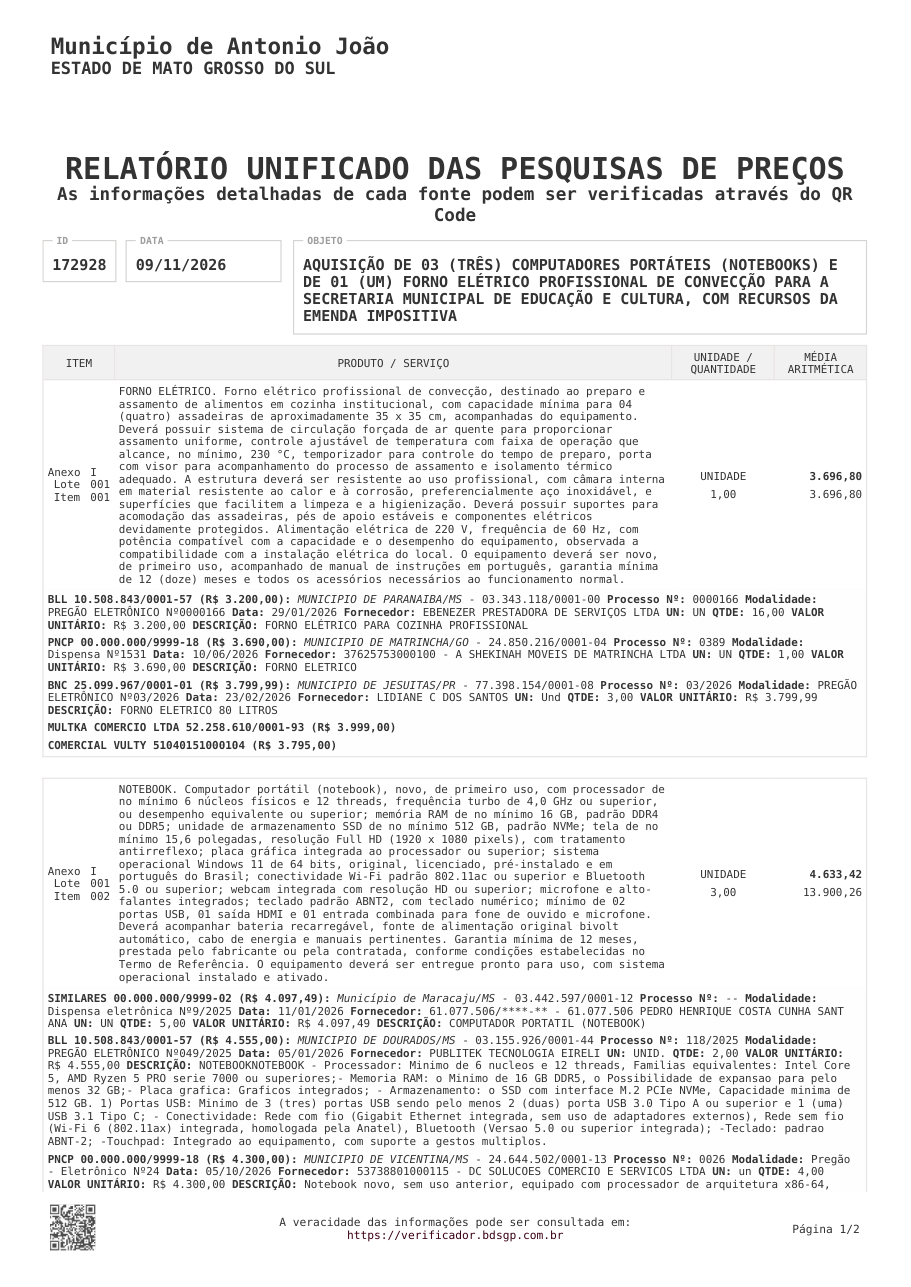 Município de Antonio João
ESTADO DE MATO GROSSO DO SUL
RELATÓRIO UNIFICADO DAS PESQUISAS DE PREÇOS
As informações detalhadas de cada fonte podem ser verificadas através do QR
Code
ID
172928
DATA
09/11/2026
OBJETO
AQUISIÇÃO DE 03 (TRÊS) COMPUTADORES PORTÁTEIS (NOTEBOOKS) E
DE 01 (UM) FORNO ELÉTRICO PROFISSIONAL DE CONVECÇÃO PARA A
SECRETARIA MUNICIPAL DE EDUCAÇÃO E CULTURA, COM RECURSOS DA
EMENDA IMPOSITIVA
ITEM
PRODUTO / SERVIÇO
UNIDADE /
QUANTIDADE
MÉDIA
ARITMÉTICA
Anexo I
Lote 001
Item 001
FORNO ELÉTRICO. Forno elétrico profissional de convecção, destinado ao preparo e
assamento de alimentos em cozinha institucional, com capacidade mínima para 04
(quatro) assadeiras de aproximadamente 35 x 35 cm, acompanhadas do equipamento.
Deverá possuir sistema de circulação forçada de ar quente para proporcionar
assamento uniforme, controle ajustável de temperatura com faixa de operação que
alcance, no mínimo, 230 °C, temporizador para controle do tempo de preparo, porta
com visor para acompanhamento do processo de assamento e isolamento térmico
adequado. A estrutura deverá ser resistente ao uso profissional, com câmara interna
em material resistente ao calor e à corrosão, preferencialmente aço inoxidável, e
superfícies que facilitem a limpeza e a higienização. Deverá possuir suportes para
acomodação das assadeiras, pés de apoio estáveis e componentes elétricos
devidamente protegidos. Alimentação elétrica de 220 V, frequência de 60 Hz, com
potência compatível com a capacidade e o desempenho do equipamento, observada a
compatibilidade com a instalação elétrica do local. O equipamento deverá ser novo,
de primeiro uso, acompanhado de manual de instruções em português, garantia mínima
de 12 (doze) meses e todos os acessórios necessários ao funcionamento normal.
UNIDADE
1,00
3.696,80
3.696,80
BLL 10.508.843/0001-57 (R$ 3.200,00): MUNICIPIO DE PARANAIBA/MS - 03.343.118/0001-00 Processo Nº: 0000166 Modalidade:
PREGÃO ELETRÔNICO Nº0000166 Data: 29/01/2026 Fornecedor: EBENEZER PRESTADORA DE SERVIÇOS LTDA UN: UN QTDE: 16,00 VALOR
UNITÁRIO: R$ 3.200,00 DESCRIÇÃO: FORNO ELÉTRICO PARA COZINHA PROFISSIONAL
PNCP 00.000.000/9999-18 (R$ 3.690,00): MUNICIPIO DE MATRINCHA/GO - 24.850.216/0001-04 Processo Nº: 0389 Modalidade:
Dispensa Nº1531 Data: 10/06/2026 Fornecedor: 37625753000100 - A SHEKINAH MOVEIS DE MATRINCHA LTDA UN: UN QTDE: 1,00 VALOR
UNITÁRIO: R$ 3.690,00 DESCRIÇÃO: FORNO ELETRICO
BNC 25.099.967/0001-01 (R$ 3.799,99): MUNICIPIO DE JESUITAS/PR - 77.398.154/0001-08 Processo Nº: 03/2026 Modalidade: PREGÃO
ELETRÔNICO Nº03/2026 Data: 23/02/2026 Fornecedor: LIDIANE C DOS SANTOS UN: Und QTDE: 3,00 VALOR UNITÁRIO: R$ 3.799,99
DESCRIÇÃO: FORNO ELETRICO 80 LITROS
MULTKA COMERCIO LTDA 52.258.610/0001-93 (R$ 3.999,00)
COMERCIAL VULTY 51040151000104 (R$ 3.795,00)
Anexo I
Lote 001
Item 002
NOTEBOOK. Computador portátil (notebook), novo, de primeiro uso, com processador de
no mínimo 6 núcleos físicos e 12 threads, frequência turbo de 4,0 GHz ou superior,
ou desempenho equivalente ou superior; memória RAM de no mínimo 16 GB, padrão DDR4
ou DDR5; unidade de armazenamento SSD de no mínimo 512 GB, padrão NVMe; tela de no
mínimo 15,6 polegadas, resolução Full HD (1920 x 1080 pixels), com tratamento
antirreflexo; placa gráfica integrada ao processador ou superior; sistema
operacional Windows 11 de 64 bits, original, licenciado, pré-instalado e em
português do Brasil; conectividade Wi-Fi padrão 802.11ac ou superior e Bluetooth
5.0 ou superior; webcam integrada com resolução HD ou superior; microfone e alto-
falantes integrados; teclado padrão ABNT2, com teclado numérico; mínimo de 02
portas USB, 01 saída HDMI e 01 entrada combinada para fone de ouvido e microfone.
Deverá acompanhar bateria recarregável, fonte de alimentação original bivolt
automático, cabo de energia e manuais pertinentes. Garantia mínima de 12 meses,
prestada pelo fabricante ou pela contratada, conforme condições estabelecidas no
Termo de Referência. O equipamento deverá ser entregue pronto para uso, com sistema
operacional instalado e ativado.
UNIDADE
3,00
4.633,42
13.900,26
SIMILARES 00.000.000/9999-02 (R$ 4.097,49): Município de Maracaju/MS - 03.442.597/0001-12 Processo Nº: -- Modalidade:
Dispensa eletrônica Nº9/2025 Data: 11/01/2026 Fornecedor: 61.077.506/****-** - 61.077.506 PEDRO HENRIQUE COSTA CUNHA SANT
ANA UN: UN QTDE: 5,00 VALOR UNITÁRIO: R$ 4.097,49 DESCRIÇÃO: COMPUTADOR PORTATIL (NOTEBOOK)
BLL 10.508.843/0001-57 (R$ 4.555,00): MUNICIPIO DE DOURADOS/MS - 03.155.926/0001-44 Processo Nº: 118/2025 Modalidade:
PREGÃO ELETRÔNICO Nº049/2025 Data: 05/01/2026 Fornecedor: PUBLITEK TECNOLOGIA EIRELI UN: UNID. QTDE: 2,00 VALOR UNITÁRIO:
R$ 4.555,00 DESCRIÇÃO: NOTEBOOKNOTEBOOK - Processador: Minimo de 6 nucleos e 12 threads, Familias equivalentes: Intel Core
5, AMD Ryzen 5 PRO serie 7000 ou superiores;- Memoria RAM: o Minimo de 16 GB DDR5, o Possibilidade de expansao para pelo
menos 32 GB;- Placa grafica: Graficos integrados; - Armazenamento: o SSD com interface M.2 PCIe NVMe, Capacidade minima de
512 GB. 1) Portas USB: Minimo de 3 (tres) portas USB sendo pelo menos 2 (duas) porta USB 3.0 Tipo A ou superior e 1 (uma)
USB 3.1 Tipo C; - Conectividade: Rede com fio (Gigabit Ethernet integrada, sem uso de adaptadores externos), Rede sem fio
(Wi-Fi 6 (802.11ax) integrada, homologada pela Anatel), Bluetooth (Versao 5.0 ou superior integrada); -Teclado: padrao
ABNT-2; -Touchpad: Integrado ao equipamento, com suporte a gestos multiplos.
PNCP 00.000.000/9999-18 (R$ 4.300,00): MUNICIPIO DE VICENTINA/MS - 24.644.502/0001-13 Processo Nº: 0026 Modalidade: Pregão
- Eletrônico Nº24 Data: 05/10/2026 Fornecedor: 53738801000115 - DC SOLUCOES COMERCIO E SERVICOS LTDA UN: un QTDE: 4,00
VALOR UNITÁRIO: R$ 4.300,00 DESCRIÇÃO: Notebook novo, sem uso anterior, equipado com processador de arquitetura x86-64,
A veracidade das informações pode ser consultada em:
https://verificador.bdsgp.com.br
Página 1/2